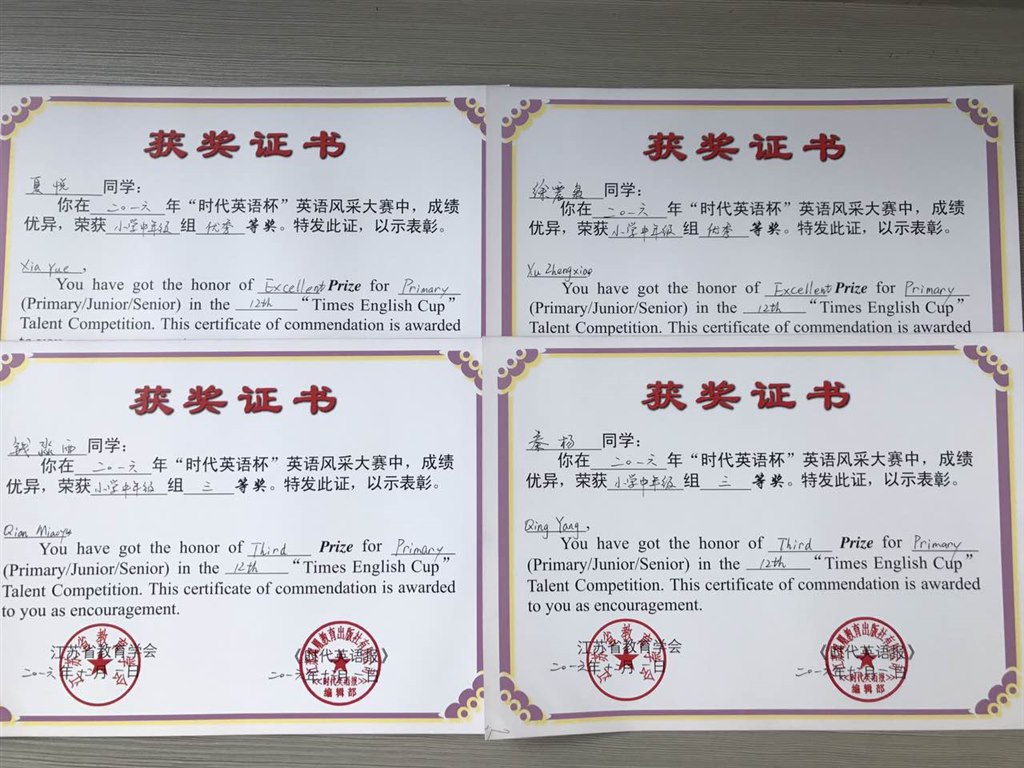 获奖证书
夏悦 同学：
你在 二〇一六 年“时代英语杯”英语风采大赛中，成绩
优异，荣获 小学中年级 组 优秀 等奖。特发此证，以示表彰。
Xia Yue ,
You have got the honor of Excellent Prize for Primary
(Primary/Junior/Senior) in the 12th “Times English Cup”
Talent Competition. This certificate of commendation is awarded
获奖证书
徐 同学：
你在 二〇一六 年“时代英语杯”英语风采大赛中，成绩
优异，荣获 小学中年级 组 优秀 等奖。特发此证，以示表彰。
You have got the honor of Excellent Prize for Primary
(Primary/Junior/Senior) in the 12th “Times English Cup”
Talent Competition. This certificate of commendation is awarded
获奖证书
钱淼雨 同学：
你在 二〇一六 年“时代英语杯”英语风采大赛中，成绩
优异，荣获 小学中年级 组 三 等奖。特发此证，以示表彰。
Qian Miaoyu
You have got the honor of Third Prize for Primary
(Primary/Junior/Senior) in the 12th “Times English Cup”
Talent Competition. This certificate of commendation is awarded
to you as encouragement.
江苏省教育学会
《时代英语报》
编辑部
获奖证书
秦杨 同学：
你在 二〇一六 年“时代英语杯”英语风采大赛中，成绩
优异，荣获 小学中年级 组 三 等奖。特发此证，以示表彰。
Qing Yang ,
You have got the honor of Third Prize for Primary
(Primary/Junior/Senior) in the 12th “Times English Cup”
Talent Competition. This certificate of commendation is awarded
to you as encouragement.
江苏省教育学会
《时代英语报》
编辑部